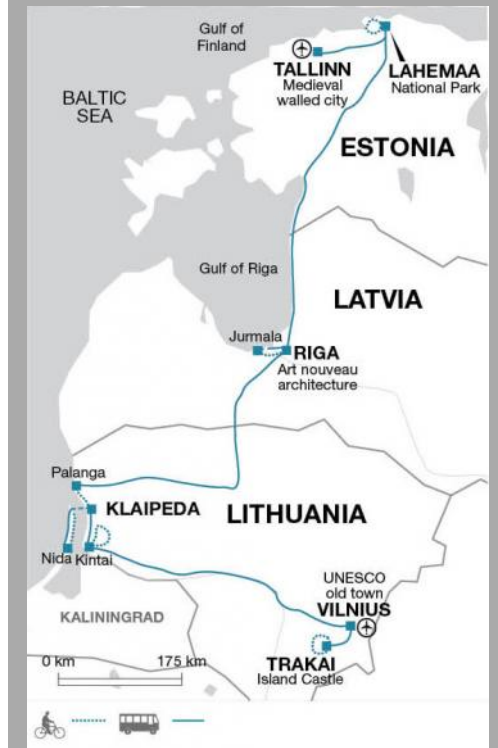 Gulf of
Finland
TALLINN
Medieval
walled city
LAHEMAA
National Park
BALTIC
SEA
ESTONIA
Gulf of Riga
LATVIA
Jurmala
RIGA
Art nouveau
architecture
Palanga
KLAIPEDA
LITHUANIA
Nida
Kintai
UNESCO
old town
VILNIUS
KALININGRAD
TRAKAI
Island Castle
0 km
175 km